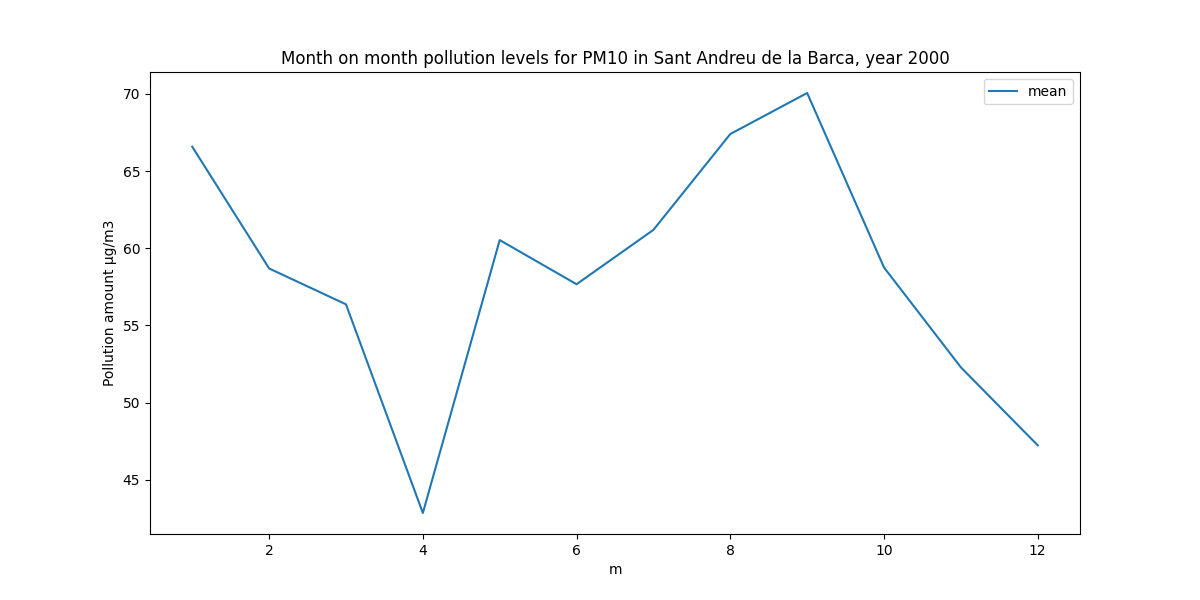 Month on month pollution levels for PM10 in Sant Andreu de la Barca, year 2000
mean
Pollution amount µg/m3
70
65
60
55
50
45
2 4 6 8 10 12
m